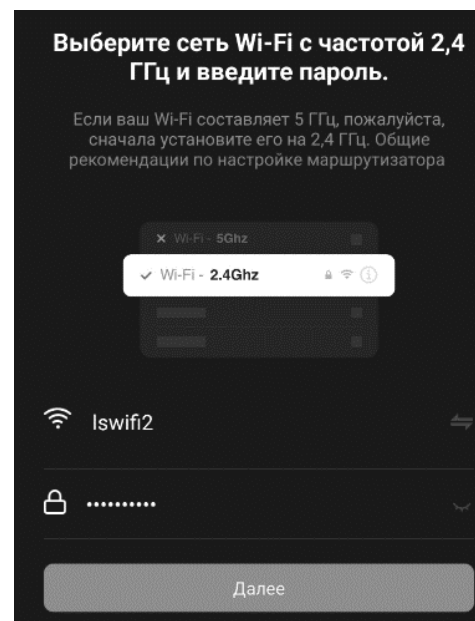 Выберите сеть Wi-Fi с частотой 2,4
ГГц и введите пароль.
Если ваш Wi-Fi составляет 5 ГГц, пожалуйста,
сначала установите его на 2,4 ГГц. Общие
рекомендации по настройке маршрутизатора
Wi-Fi - 5Ghz
Wi-Fi - 2.4Ghz
Iswifi2
••••••••••
Далее